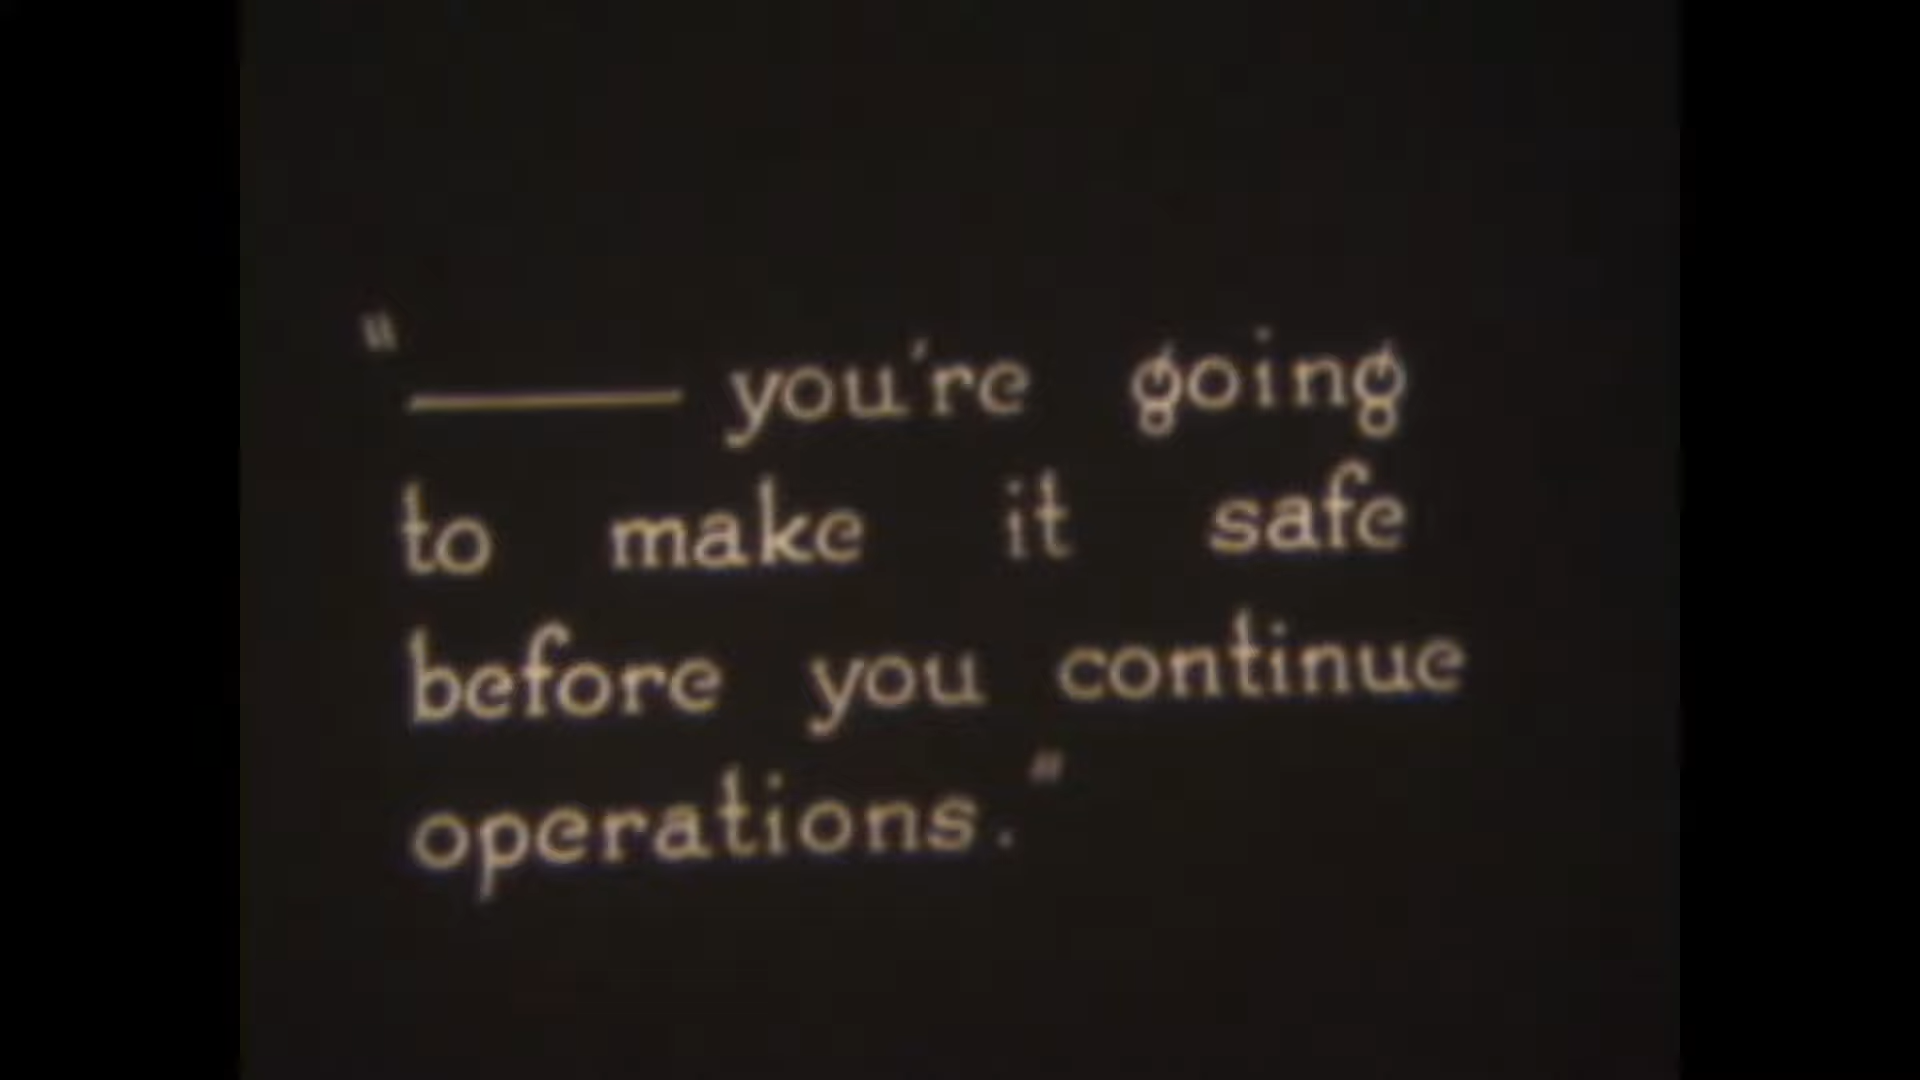 "—— you're going
to make it safe
before you continue
operations."